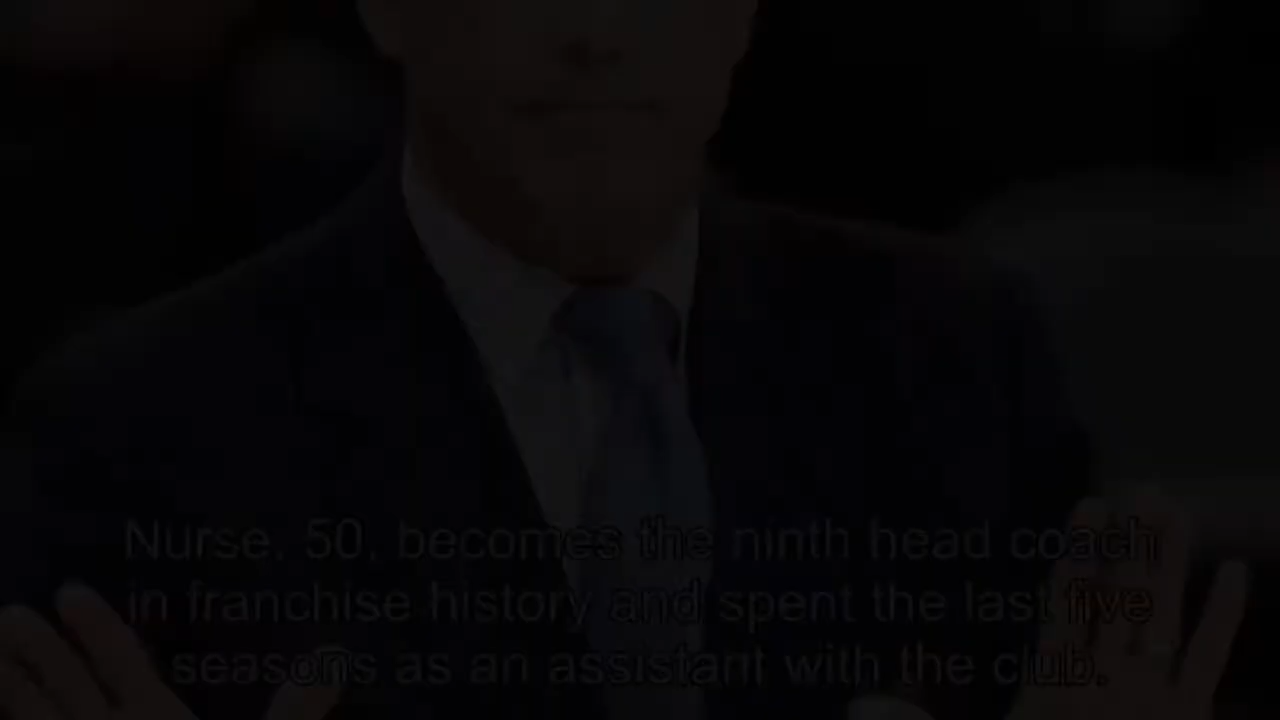 Nurse, 50, becomes the ninth head coach
in franchise history and spent the last five
seasons as an assistant with the club.